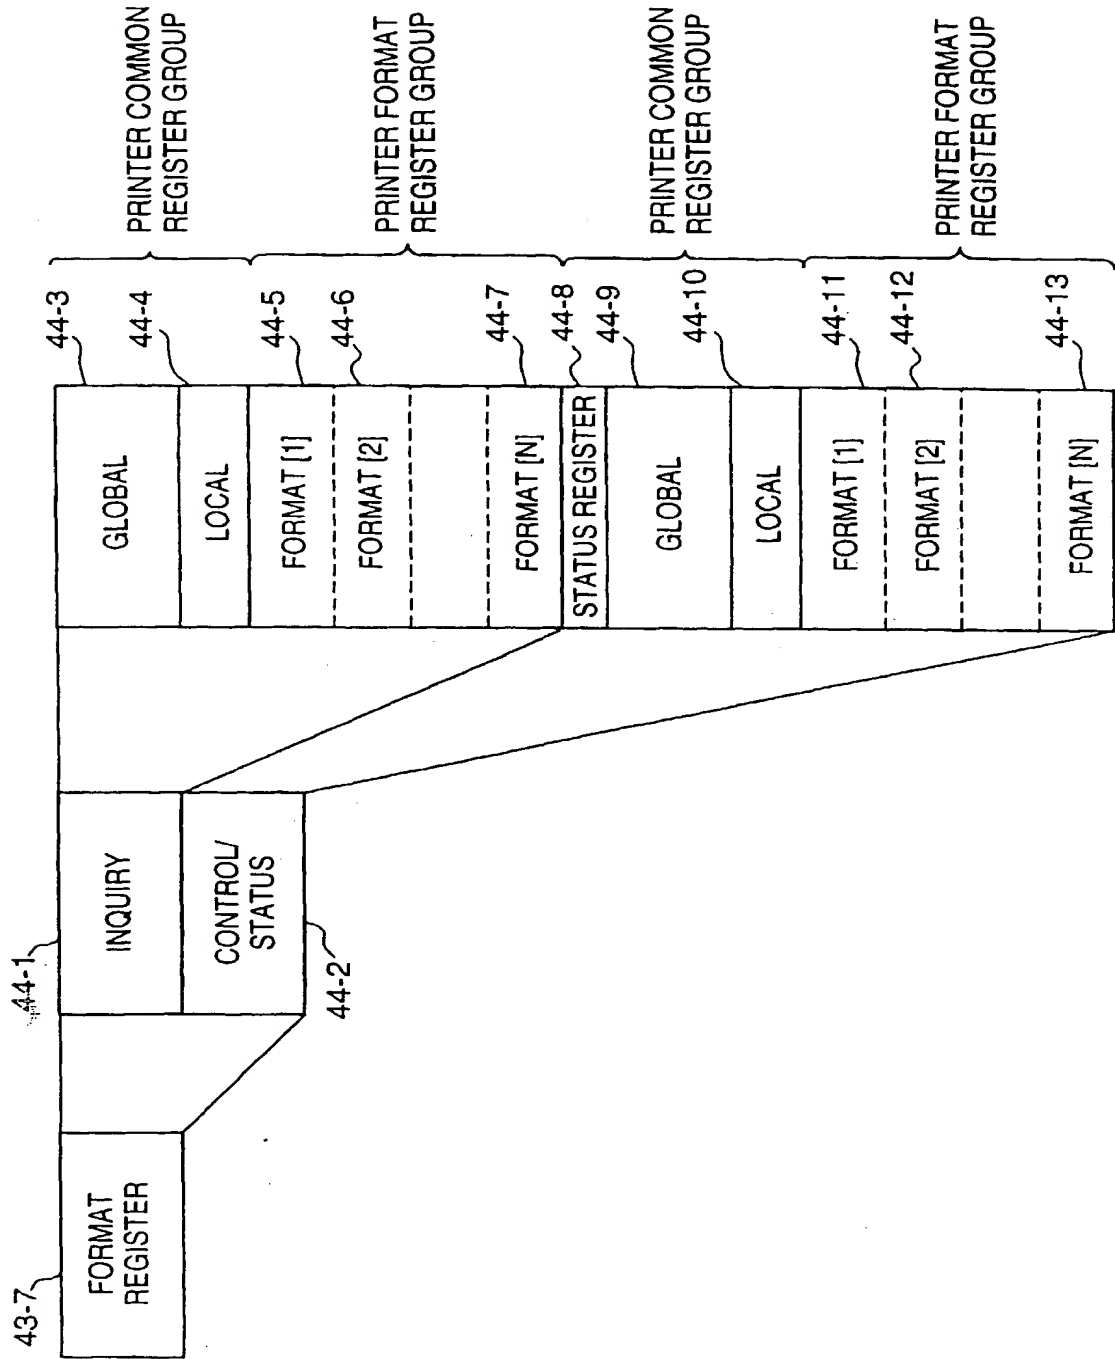 43-7
FORMAT
REGISTER
44-1
INQUIRY
CONTROL/
STATUS
44-2
GLOBAL
44-3
LOCAL
44-4
FORMAT [1]
44-5
FORMAT [2]
44-6
FORMAT [N]
44-7
STATUS REGISTER
44-8
GLOBAL
44-9
LOCAL
44-10
FORMAT [1]
44-11
FORMAT [2]
44-12
FORMAT [N]
44-13
PRINTER COMMON
REGISTER GROUP
PRINTER FORMAT
REGISTER GROUP
PRINTER COMMON
REGISTER GROUP
PRINTER FORMAT
REGISTER GROUP